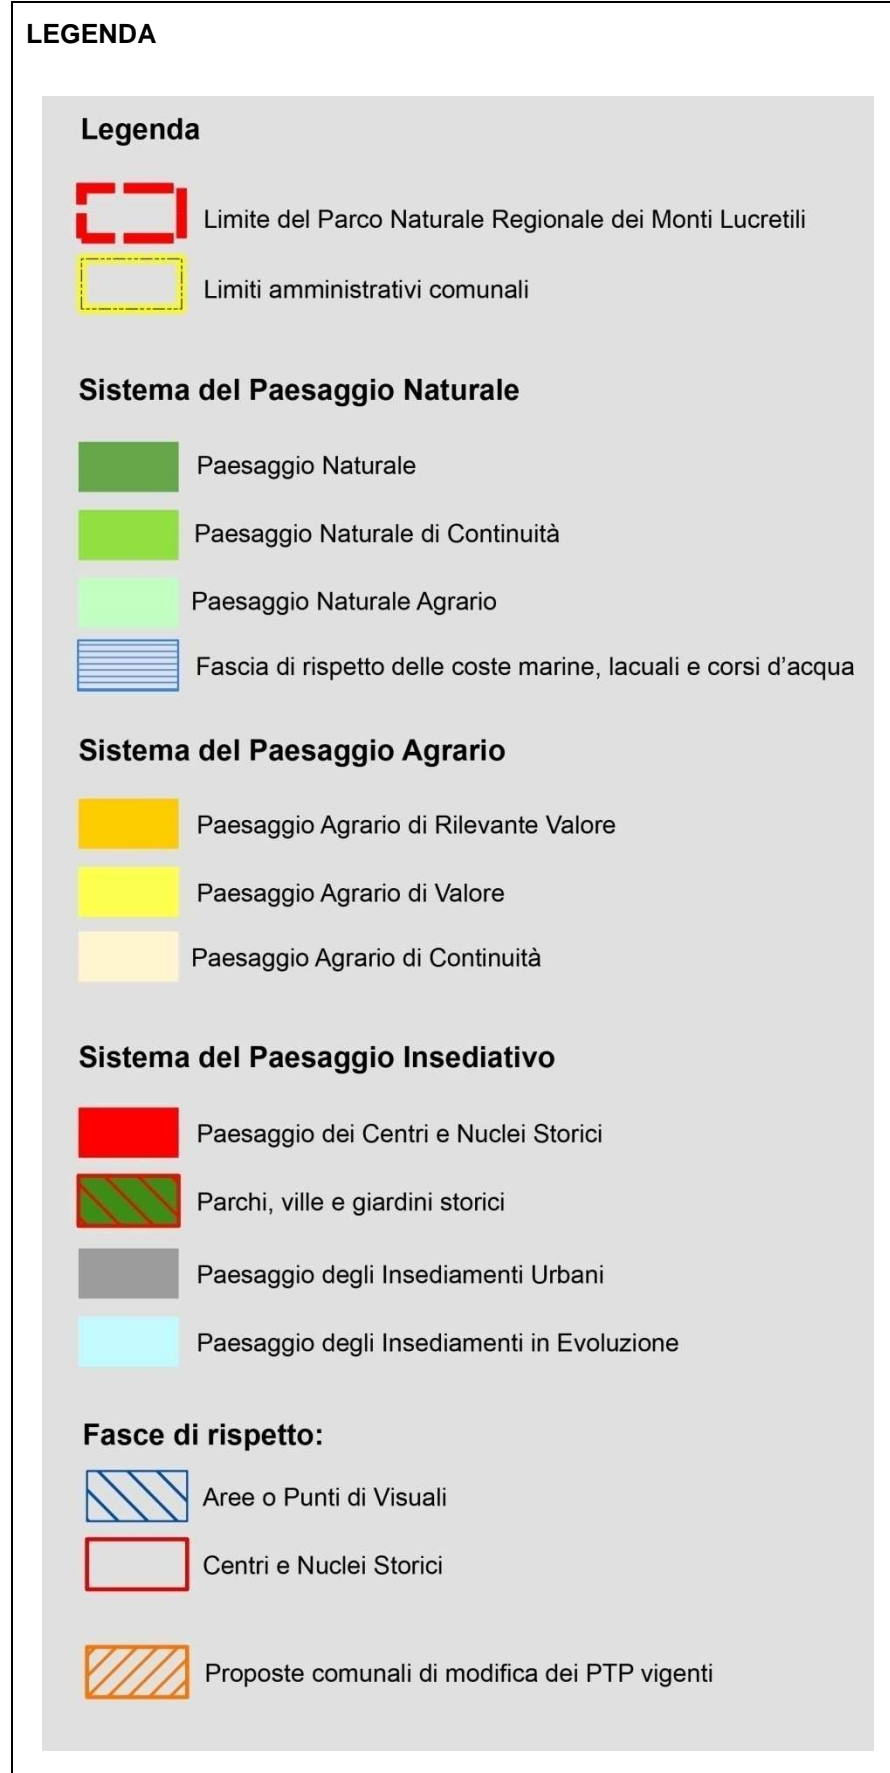 LEGENDA
Legenda
Limite del Parco Naturale Regionale dei Monti Lucretili
Limiti amministrativi comunali
Sistema del Paesaggio Naturale
Paesaggio Naturale
Paesaggio Naturale di Continuità
Paesaggio Naturale Agrario
Fascia di rispetto delle coste marine, lacuali e corsi d'acqua
Sistema del Paesaggio Agrario
Paesaggio Agrario di Rilevante Valore
Paesaggio Agrario di Valore
Paesaggio Agrario di Continuità
Sistema del Paesaggio Insediativo
Paesaggio dei Centri e Nuclei Storici
Parchi, ville e giardini storici
Paesaggio degli Insediamenti Urbani
Paesaggio degli Insediamenti in Evoluzione
Fasce di rispetto:
Aree o Punti di Visuali
Centri e Nuclei Storici
Proposte comunali di modifica dei PTP vigenti